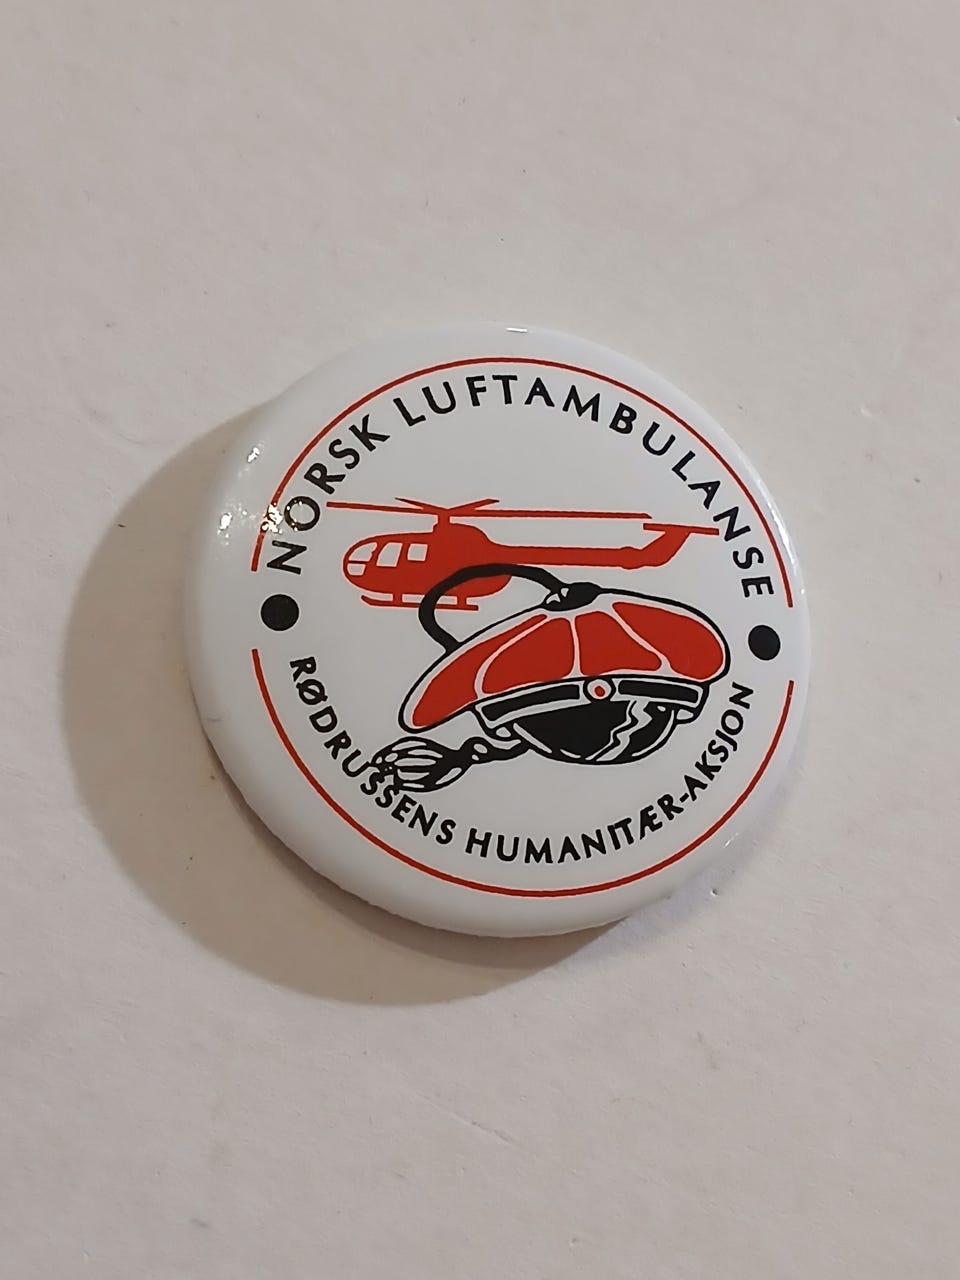 NORSK LUFTAMBULANSE
RØDRUSSENS HUMANITÆR-AKSJON